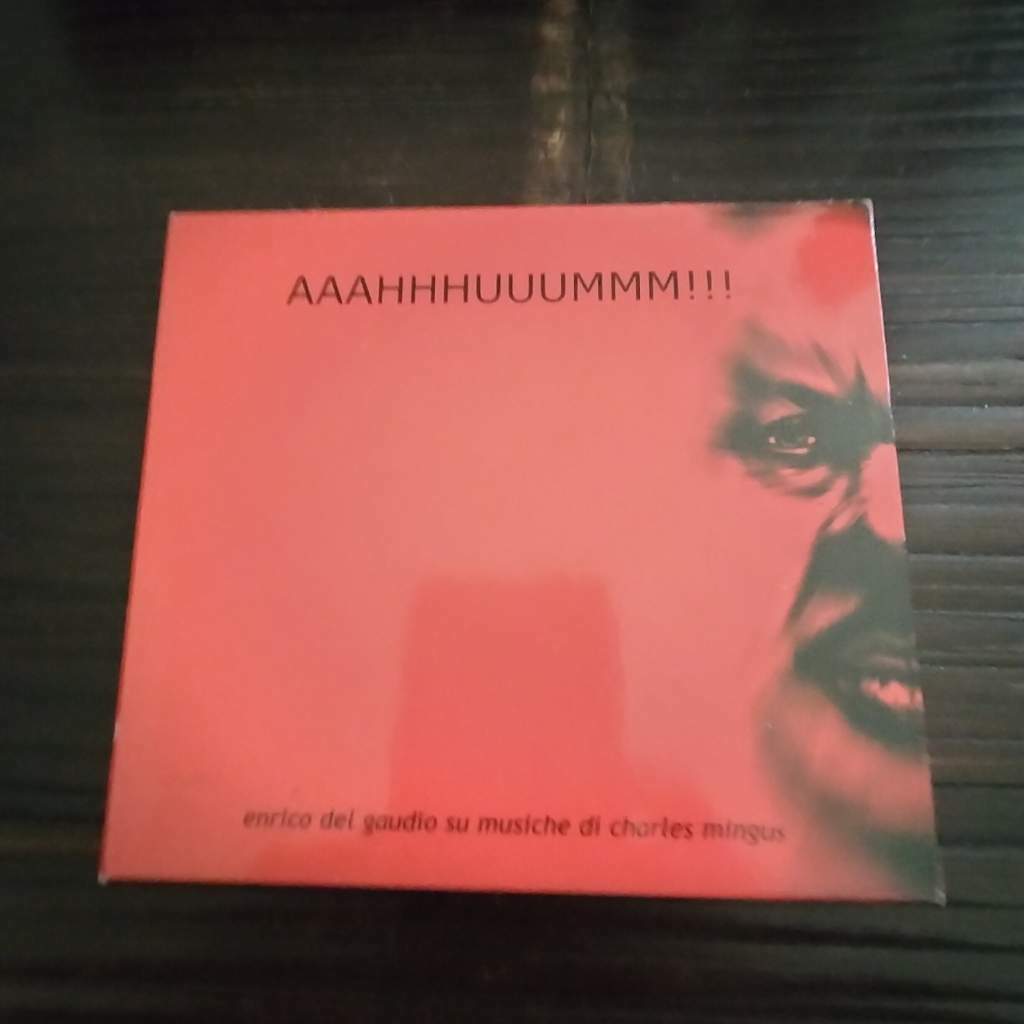 AAAHHHUUUMMM!!!
enrico del gaudio su musiche di charles mingus